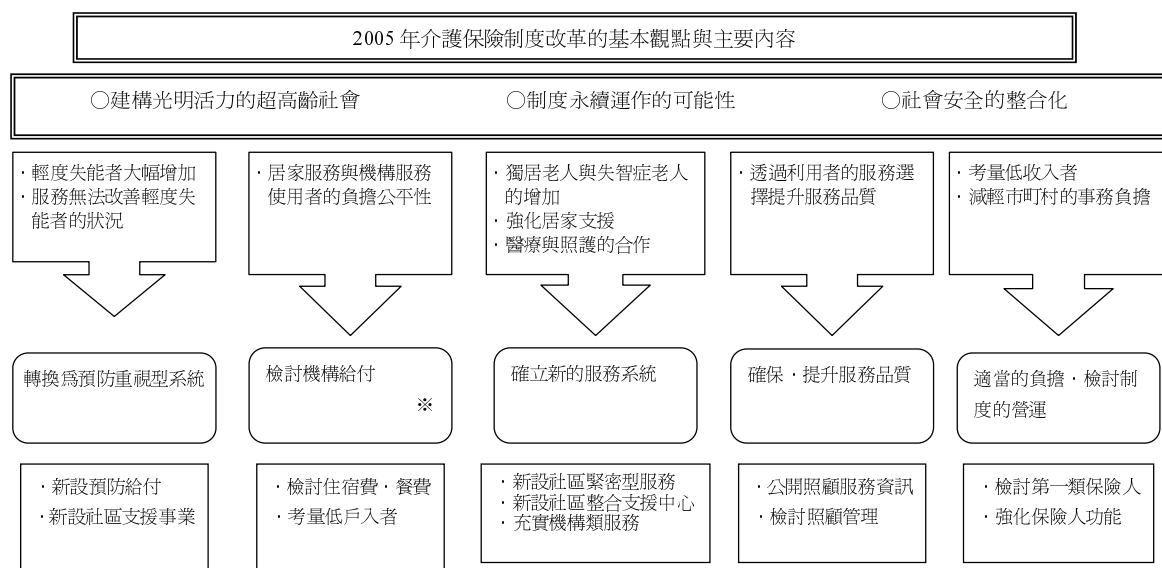 2005 年介護保險制度改革的基本觀點與主要內容
○建構光明活力的超高齡社會
○制度永續運作的可能性
○社會安全的整合化
·輕度失能者大幅增加
·服務無法改善輕度失
能者的狀況
·居家服務與機構服務
使用者的負擔公平性
·獨居老人與失智症老人
的增加
·強化居家支援
·醫療與照護的合作
·透過利用者的服務選
擇提升服務品質
·考量低收入者
·減輕市町村的事務負擔
轉換為預防重視型系統
檢討機構給付
※
確立新的服務系統
確保·提升服務品質
適當的負擔·檢討制
度的營運
·新設預防給付
·新設社區支援事業
·檢討住宿費·餐費
·考量低戶入者
·新設社區緊密型服務
·新設社區整合支援中心
·充實機構類服務
·公開照顧服務資訊
·檢討照顧管理
·檢討第一類保險人
·強化保險人功能